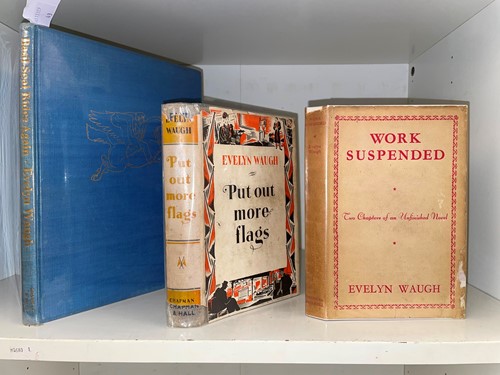 EVELYN
WAUGH
Put
out
more
flags
CHAPMAN
& HALL
EVELYN WAUGH
Put out
more
flags
WORK
SUSPENDED
Two Chapters of an Unfinished Novel
EVELYN WAUGH